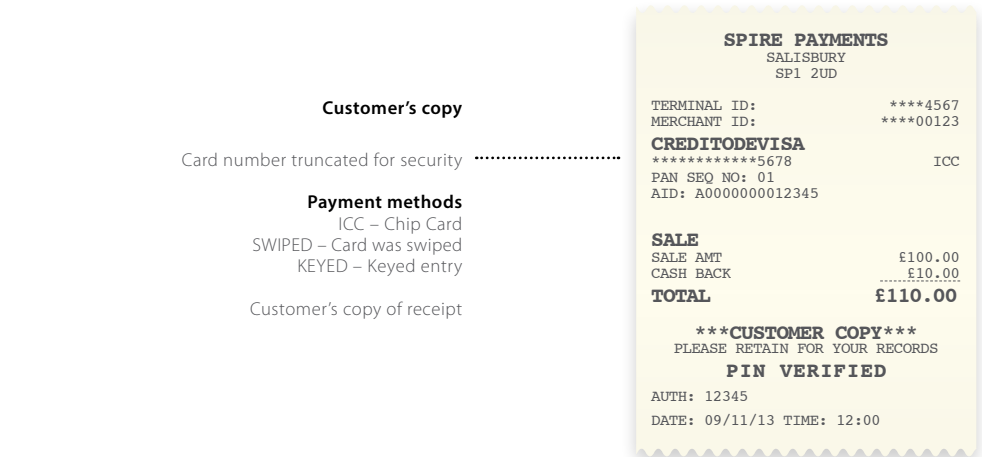 Customer’s copy
Card number truncated for security
Payment methods
ICC – Chip Card
SWIPED – Card was swiped
KEYED – Keyed entry
Customer’s copy of receipt
SPIRE PAYMENTS
SALISBURY
SP1 2UD
TERMINAL ID: ****4567
MERCHANT ID: ****00123
CREDITODEVISA
************5678 ICC
PAN SEQ NO: 01
AID: A0000000012345
SALE
SALE AMT £100.00
CASH BACK £10.00
TOTAL £110.00
***CUSTOMER COPY***
PLEASE RETAIN FOR YOUR RECORDS
PIN VERIFIED
AUTH: 12345
DATE: 09/11/13 TIME: 12:00